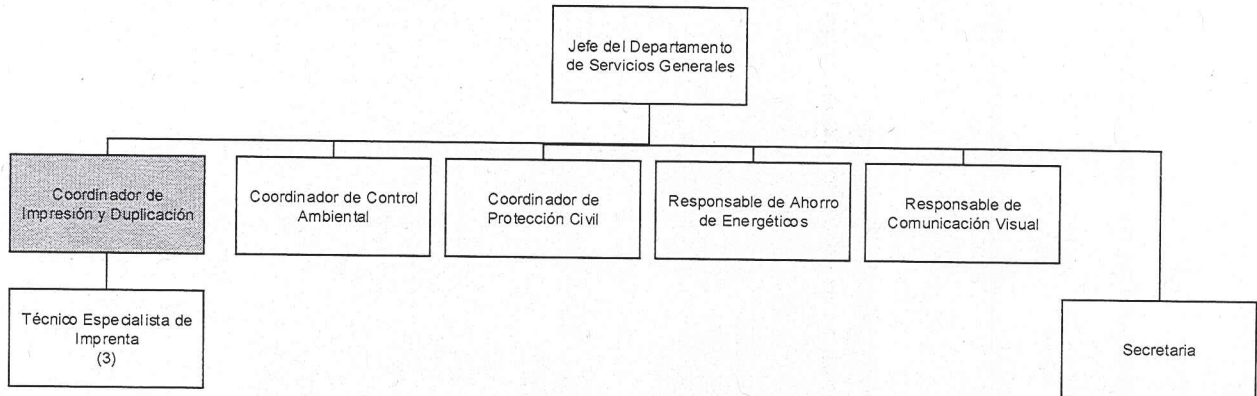 Jefe del Departamento
de Servicios Generales
Coordinador de
Impresión y Duplicación
Coordinador de Control
Ambiental
Coordinador de
Protección Civil
Responsable de Ahorro
de Energéticos
Responsable de
Comunicación Visual
Técnico Especialista de
Imprenta
(3)
Secretaria